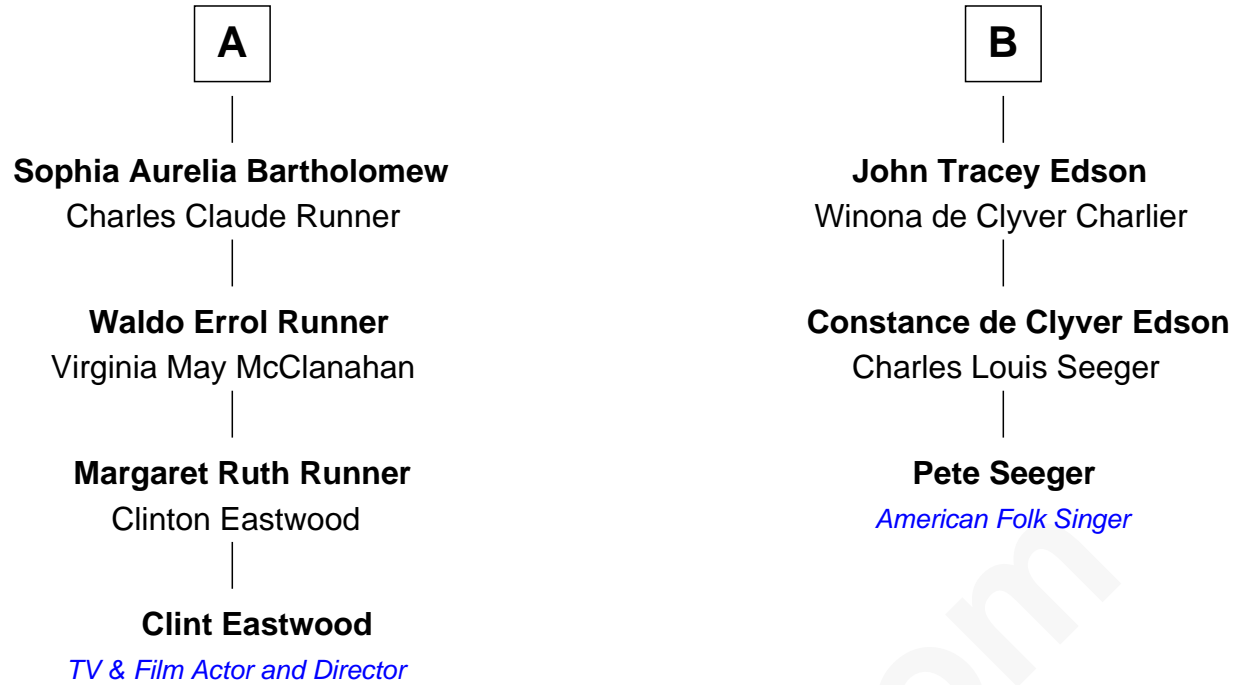 A
Sophia Aurelia Bartholomew
Charles Claude Runner
Waldo Errol Runner
Virginia May McClanahan
Margaret Ruth Runner
Clinton Eastwood
Clint Eastwood
TV & Film Actor and Director
B
John Tracey Edson
Winona de Clyver Charlier
Constance de Clyver Edson
Charles Louis Seeger
Pete Seeger
American Folk Singer
om